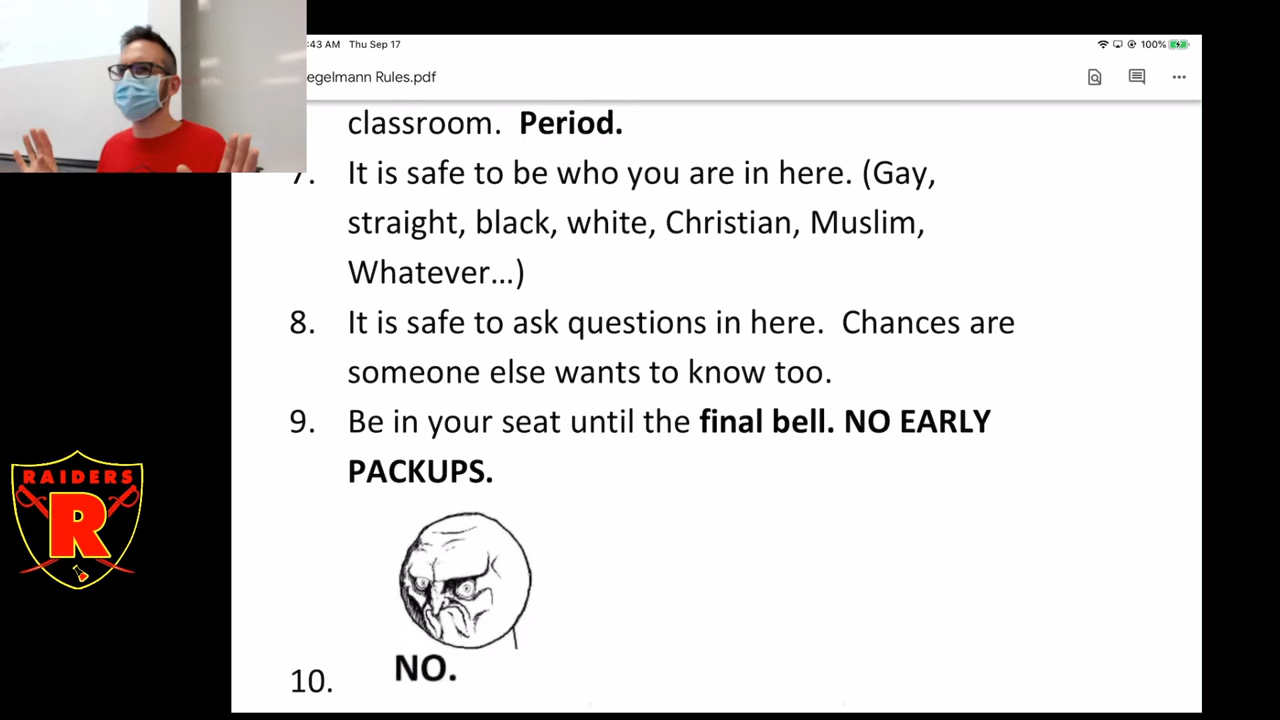 :43 AM Thu Sep 17
100%
egelmann Rules.pdf
classroom. Period.
7. It is safe to be who you are in here. (Gay,
straight, black, white, Christian, Muslim,
Whatever...)
8. It is safe to ask questions in here. Chances are
someone else wants to know too.
9. Be in your seat until the final bell. NO EARLY
PACKUPS.
RAIDERS
R
NO.
10.